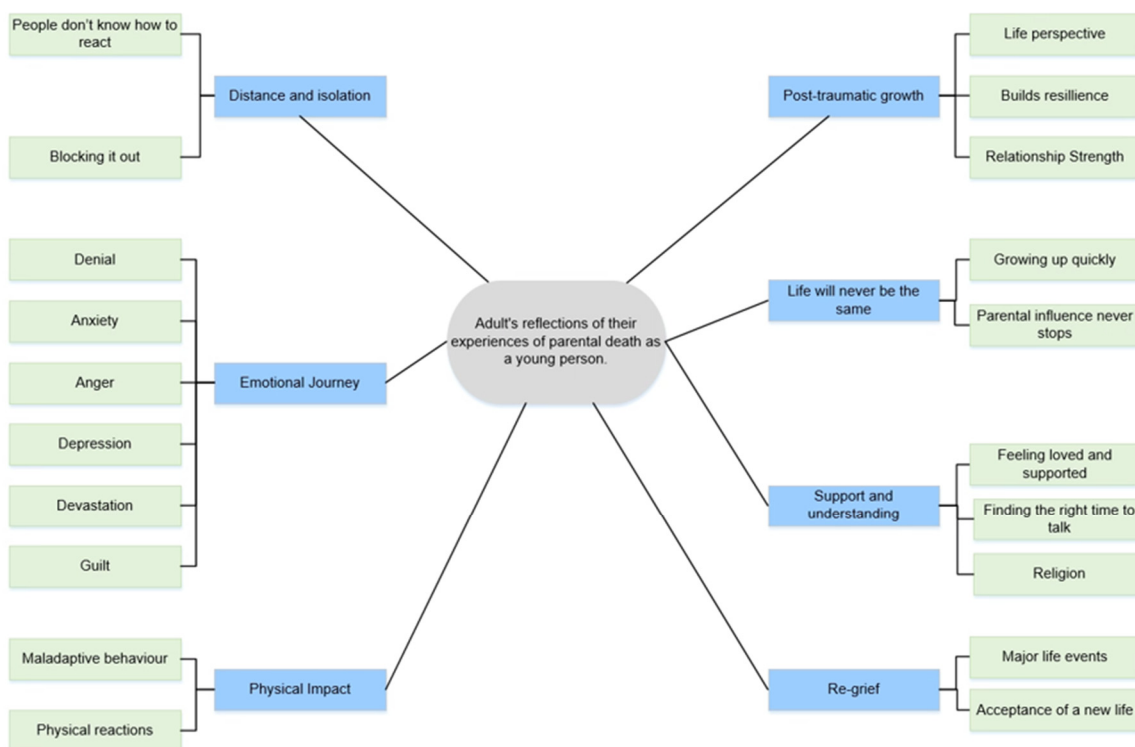 People don't know how to
react
Distance and isolation
Blocking it out
Denial
Anxiety
Anger
Emotional Journey
Depression
Devastation
Guilt
Maladaptive behaviour
Physical Impact
Physical reactions
Adult's reflections of their
experiences of parental death as
a young person.
Life perspective
Post-traumatic growth
Builds resillience
Relationship Strength
Growing up quickly
Life will never be the
same
Parental influence never
stops
Feeling loved and
supported
Support and
understanding
Finding the right time to
talk
Religion
Major life events
Re-grief
Acceptance of a new life